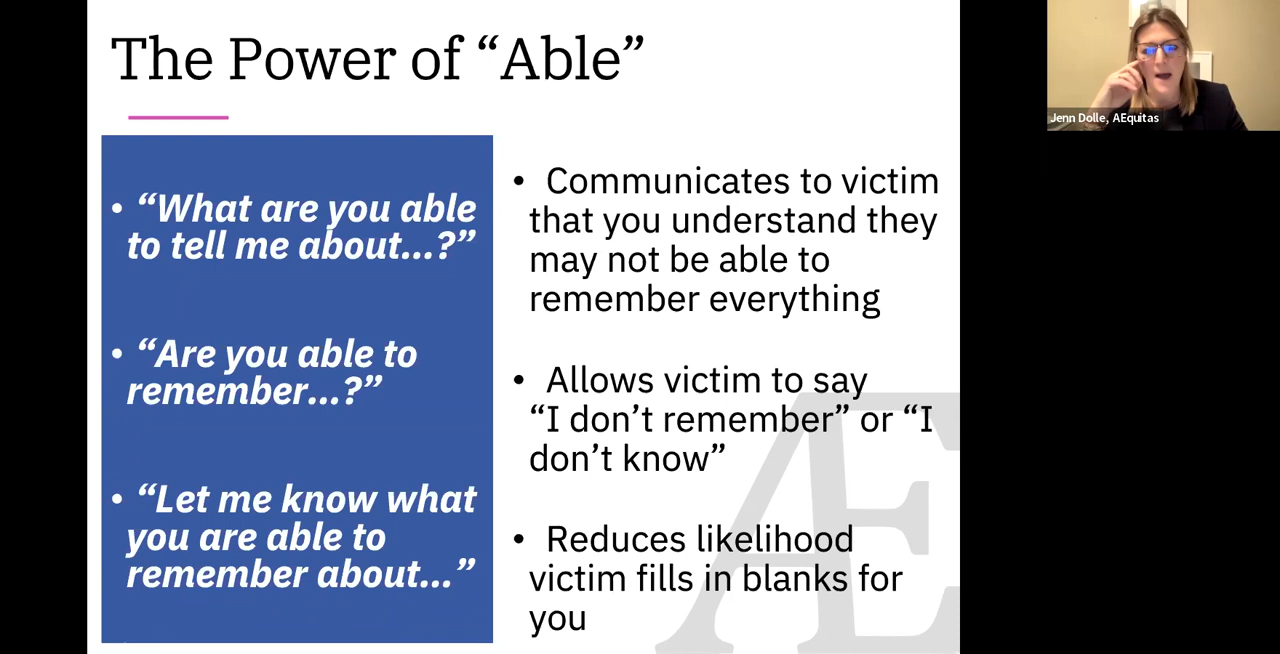 The Power of “Able”
• “What are you able
to tell me about...?”
• “Are you able to
remember...?”
• “Let me know what
you are able to
remember about...”
• Communicates to victim
that you understand they
may not be able to
remember everything
• Allows victim to say
“I don’t remember” or “I
don’t know”
• Reduces likelihood
victim fills in blanks for
you
Æ
Jenn Dolle, AEquitas